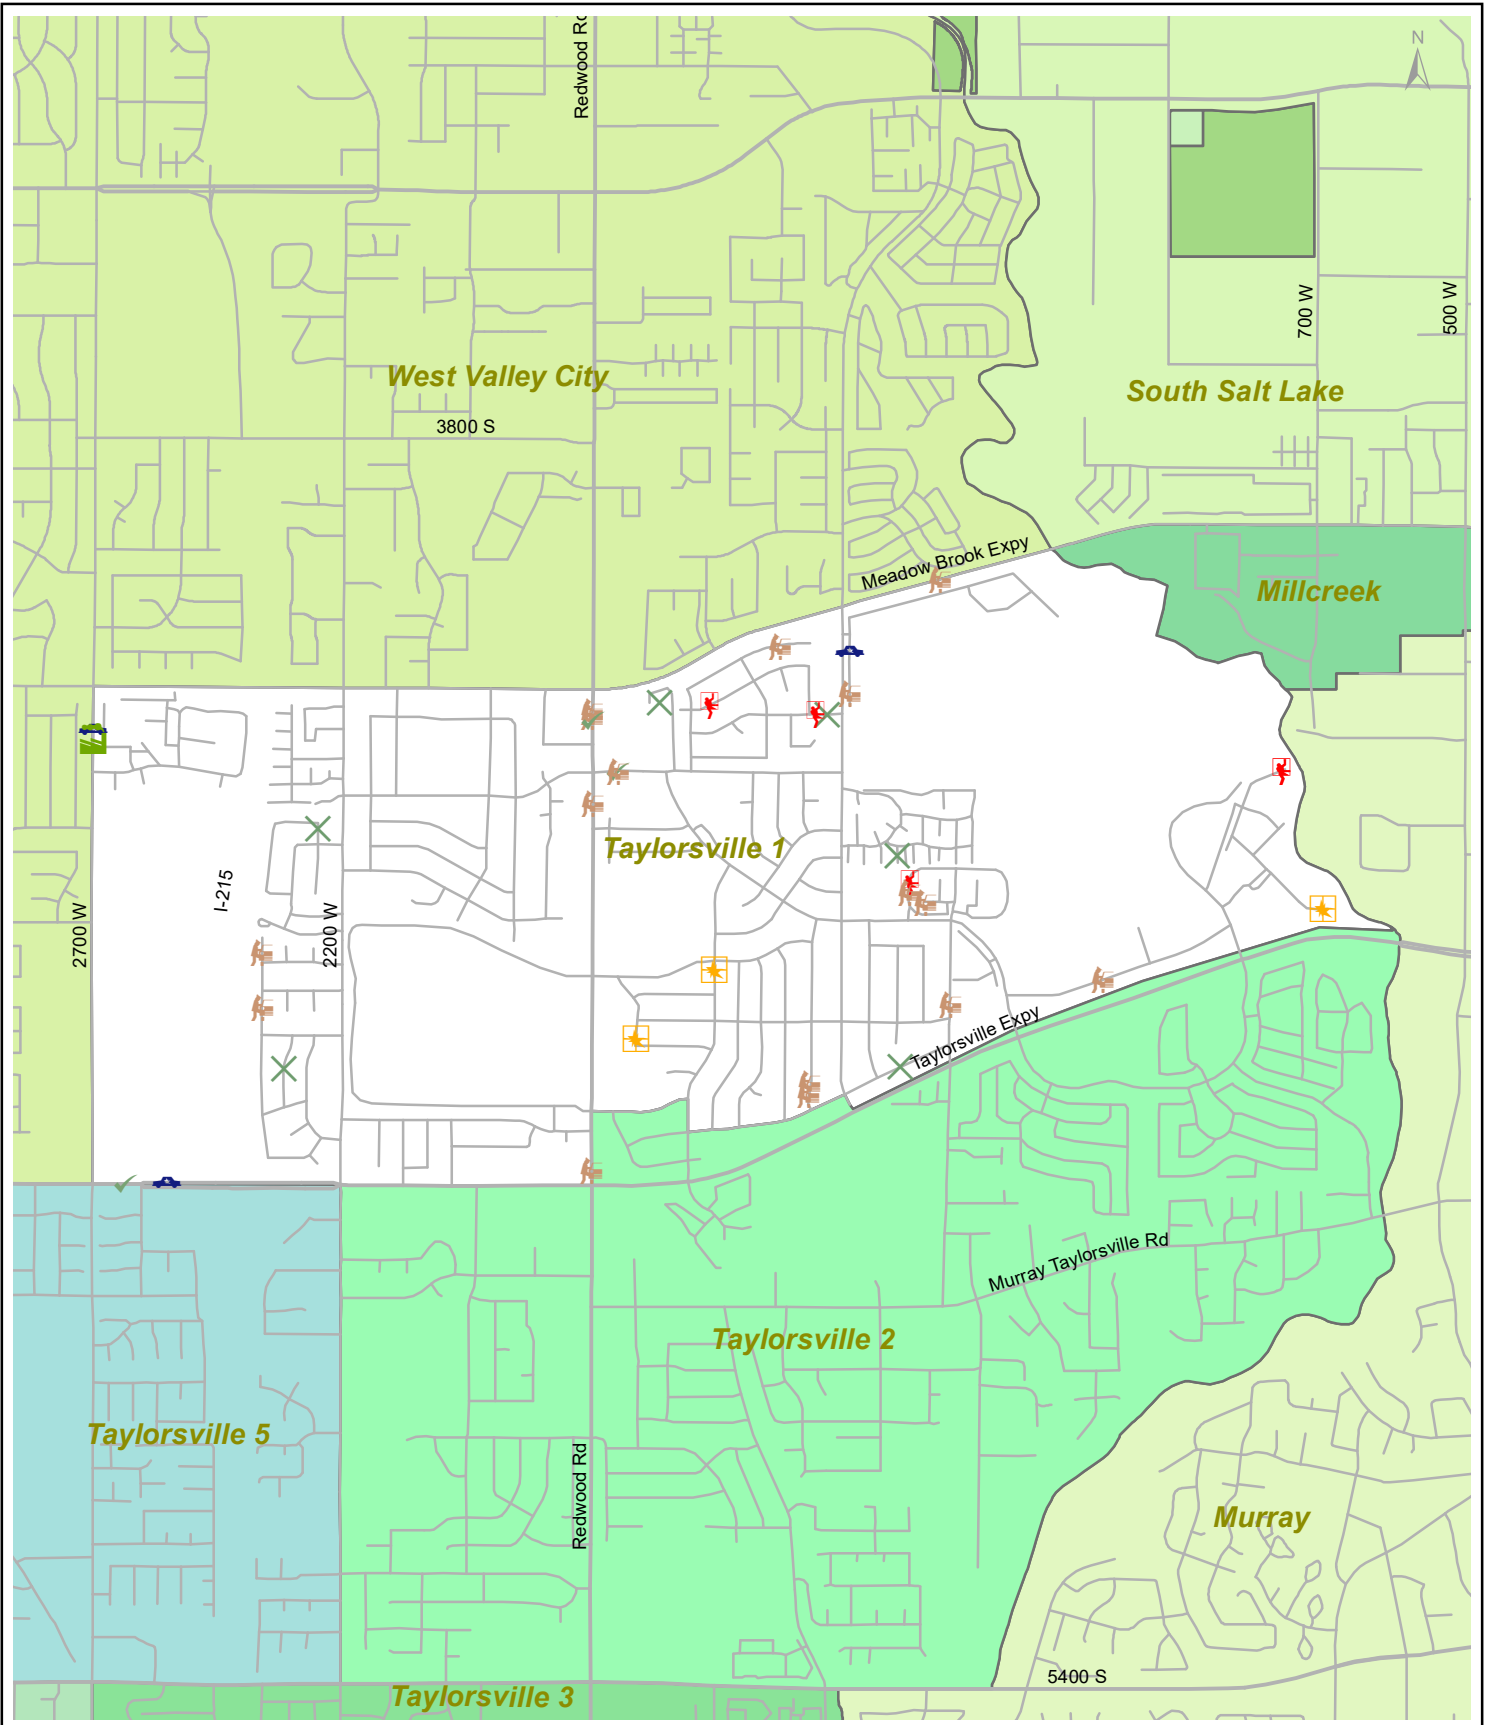 Redwood Rd
N
700 W
500 W
West Valley City
South Salt Lake
3800 S
Meadow Brook Expy
Millcreek
Taylorsville 1
I-215
2700 W
2200 W
Taylorsville Expy
Murray Taylorsville Rd
Taylorsville 2
Taylorsville 5
Redwood Rd
Murray
5400 S
Taylorsville 3